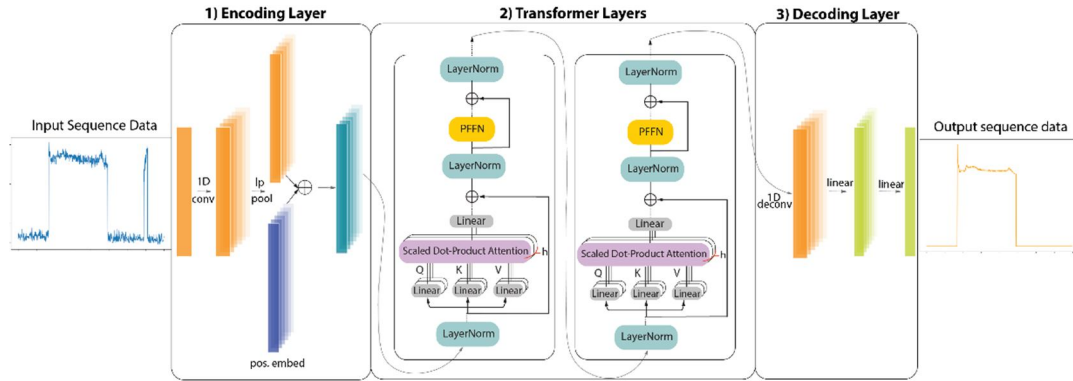 1) Encoding Layer
2) Transformer Layers
3) Decoding Layer
Input Sequence Data
1D
conv
lp
pool
pos. embed
LayerNorm
PFFN
LayerNorm
Linear
Scaled Dot-Product Attention
h
Q
K
V
Linear
Linear
Linear
LayerNorm
LayerNorm
PFFN
LayerNorm
Linear
Scaled Dot-Product Attention
h
Q
K
V
Linear
Linear
Linear
LayerNorm
1D
deconv
linear
linear
Output sequence data